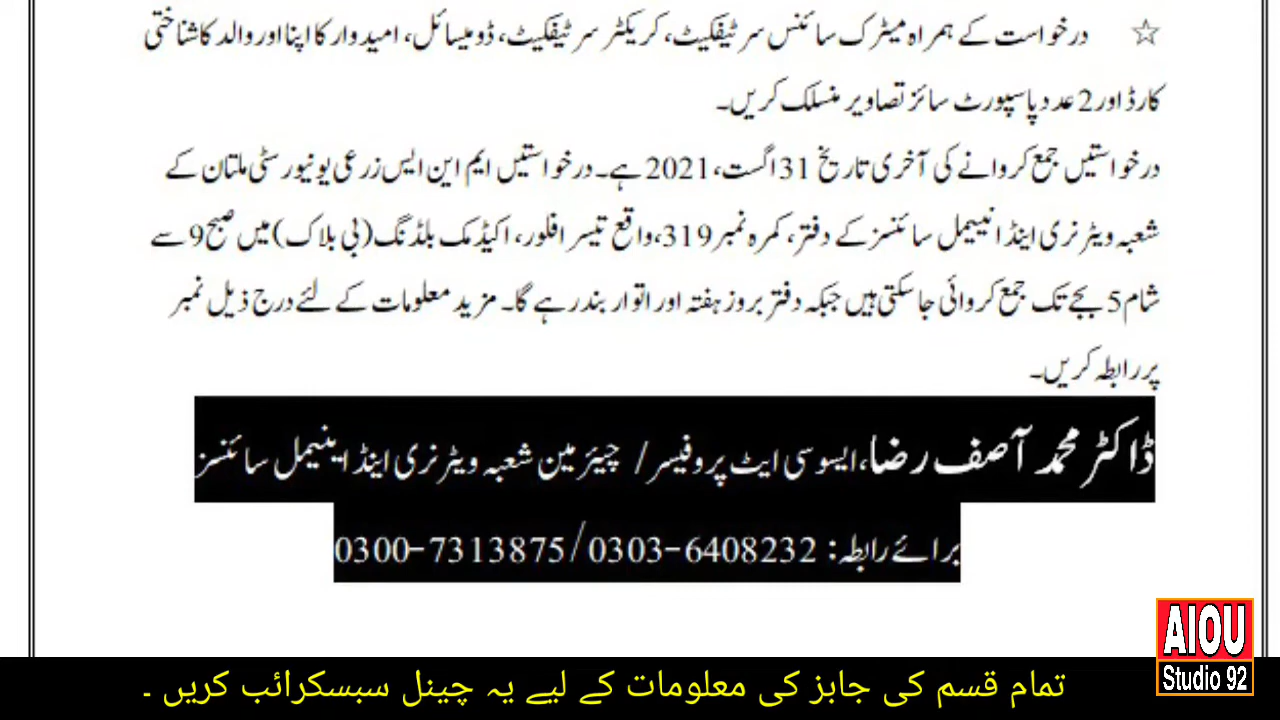 ☆ درخواست کے ہمراہ میٹرک سائنس سرٹیفکیٹ، کریکٹر سرٹیفکیٹ، ڈومیسائل، امیدوار کا اپنا اور والد کا شناختی
کارڈ اور 2 عدد پاسپورٹ سائز تصاویر منسلک کریں۔
درخواستیں جمع کروانے کی آخری تاریخ 31 اگست، 2021 ہے۔ درخواستیں ایم این ایس زرعی یونیورسٹی ملتان کے
شعبہ ویٹرنری اینڈ انییمل سائنسز کے دفتر، کمرہ نمبر 319، واقع تیسرا فلور، اکیڈمک بلڈنگ (بی بلاک) میں صبح 9 سے
شام 5 بجے تک جمع کروائی جا سکتی ہیں جبکہ دفتر بروز ہفتہ اور اتوار بند رہے گا۔ مزید معلومات کے لئے درج ذیل نمبر
پر رابطہ کریں۔
ڈاکٹر محمد آصف رضا، ایسوسی ایٹ پروفیسر / چیئرمین شعبہ ویٹرنری اینڈ اینیمل سائنسز
برائے رابطہ: 0300-7313875/0303-6408232
AIOU
Studio 92
تمام قسم کی جابز کی معلومات کے لیے یہ چینل سبسکرائب کریں ۔